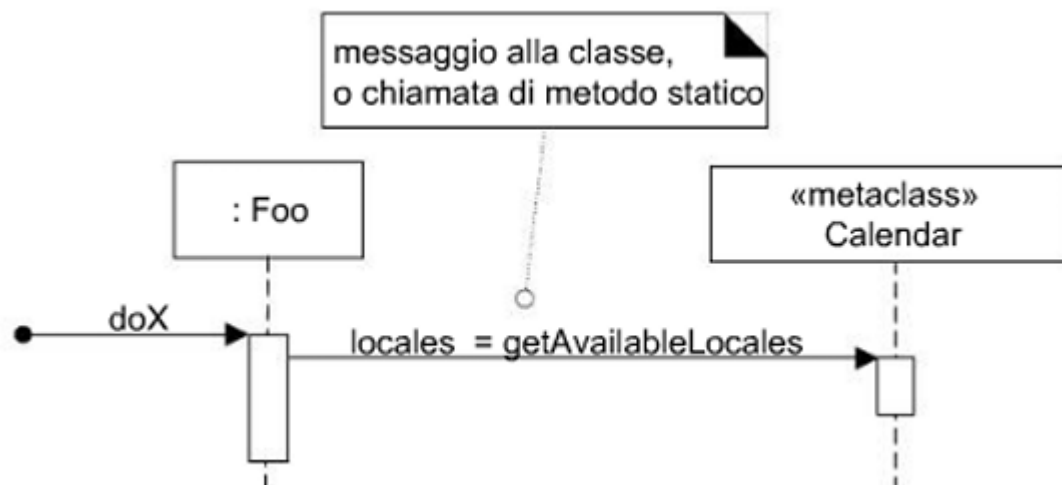 messaggio alla classe,
o chiamata di metodo statico
: Foo
«metaclass»
Calendar
doX
locales = getAvailableLocales